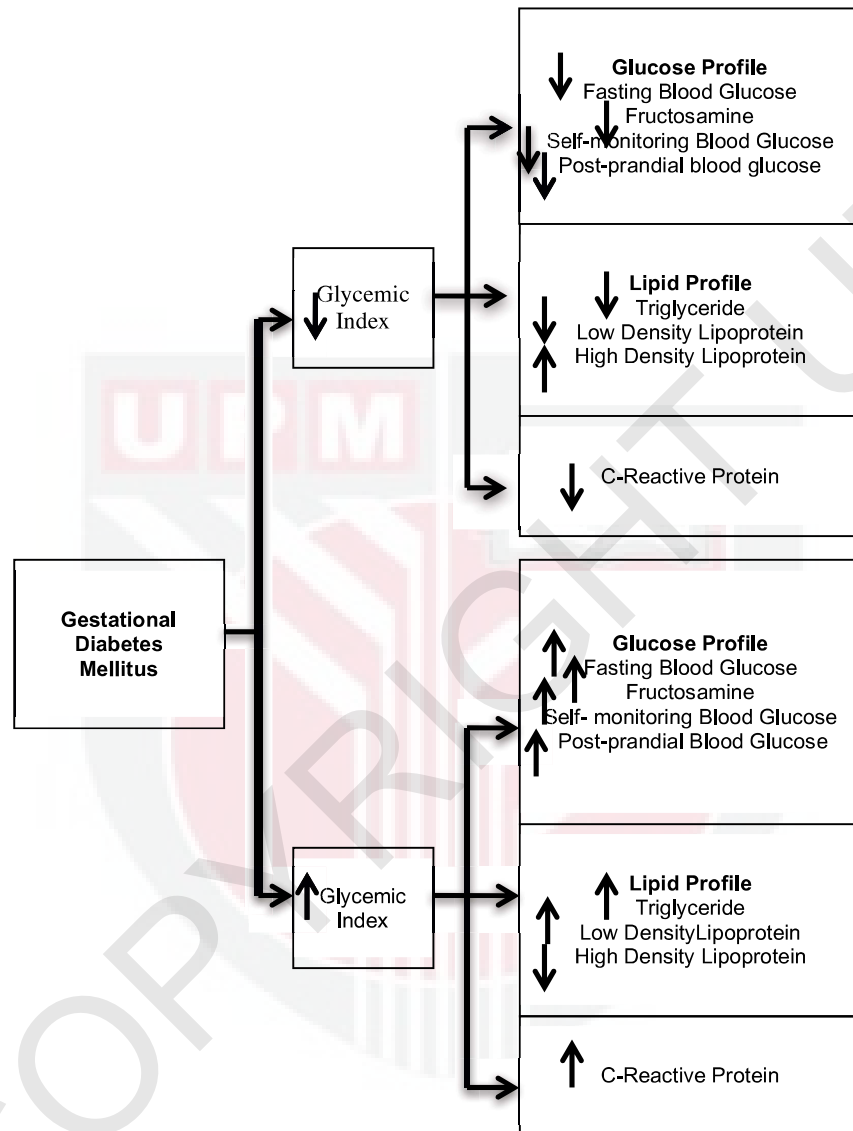 Glucose Profile
Fasting Blood Glucose
Fructosamine
Self-monitoring Blood Glucose
Post-prandial blood glucose
Glycemic
Index
Lipid Profile
Triglyceride
Low Density Lipoprotein
High Density Lipoprotein
C-Reactive Protein
UPM
Gestational
Diabetes
Mellitus
Glucose Profile
Fasting Blood Glucose
Fructosamine
Self- monitoring Blood Glucose
Post-prandial Blood Glucose
Glycemic
Index
Lipid Profile
Triglyceride
Low DensityLipoprotein
High Density Lipoprotein
C-Reactive Protein
COPYRIGHT U